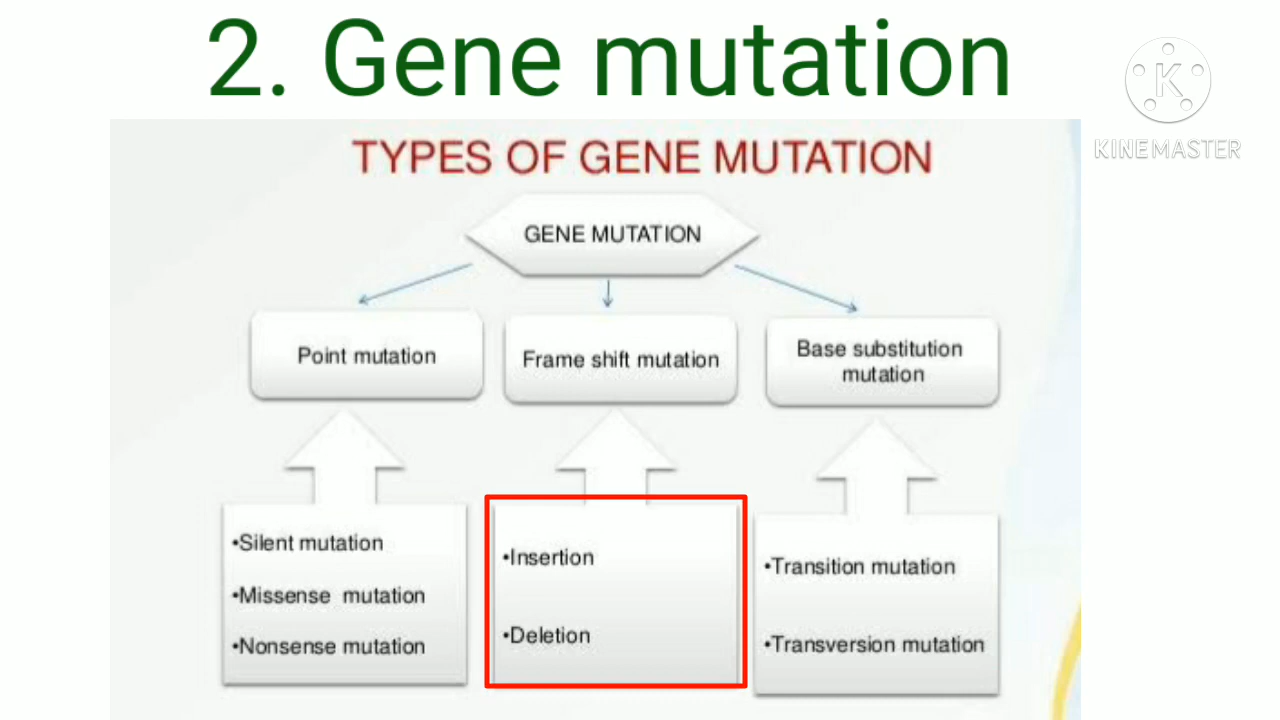 2. Gene mutation
KINEMASTER
TYPES OF GENE MUTATION
GENE MUTATION
Point mutation
Frame shift mutation
Base substitution
mutation
•Silent mutation
•Missense mutation
•Nonsense mutation
•Insertion
•Deletion
•Transition mutation
•Transversion mutation